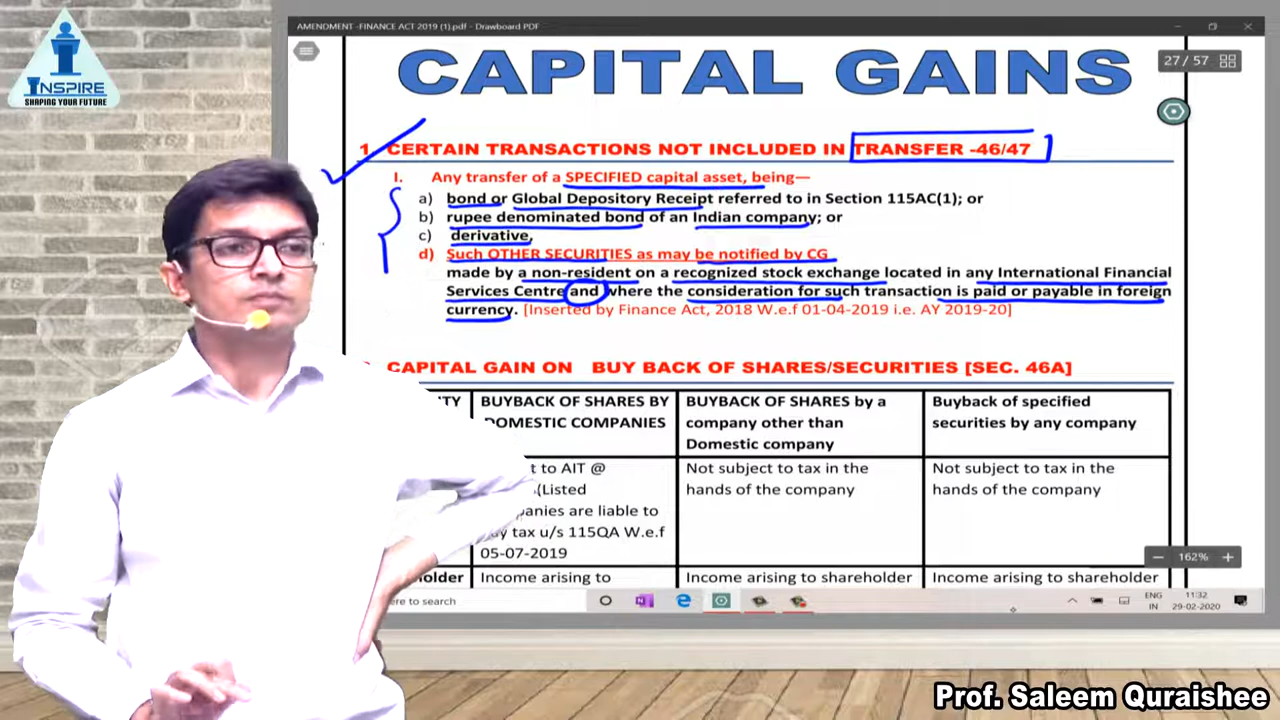 INSPIRE
SHAPING YOUR FUTURE
AMENDMENT -FINANCE ACT 2019 (1).pdf - Drawboard PDF
27 / 57
CAPITAL GAINS
1. CERTAIN TRANSACTIONS NOT INCLUDED IN TRANSFER -46/47
I. Any transfer of a SPECIFIED capital asset, being—
a) bond or Global Depository Receipt referred to in Section 115AC(1); or
b) rupee denominated bond of an Indian company; or
c) derivative,
d) Such OTHER SECURITIES as may be notified by CG
made by a non-resident on a recognized stock exchange located in any International Financial
Services Centre and where the consideration for such transaction is paid or payable in foreign
currency. [Inserted by Finance Act, 2018 W.e.f 01-04-2019 i.e. AY 2019-20]
CAPITAL GAIN ON BUY BACK OF SHARES/SECURITIES [SEC. 46A]
BUYBACK OF SHARES BY
DOMESTIC COMPANIES
BUYBACK OF SHARES by a
company other than
Domestic company
Buyback of specified
securities by any company
to AIT @
(Listed
are liable to
tax u/s 115QA W.e.f
05-07-2019
Not subject to tax in the
hands of the company
Not subject to tax in the
hands of the company
Income arising to
Income arising to shareholder
Income arising to shareholder
162%
to search
ENG
IN
11:32
29-02-2020
Prof. Saleem Quraishee